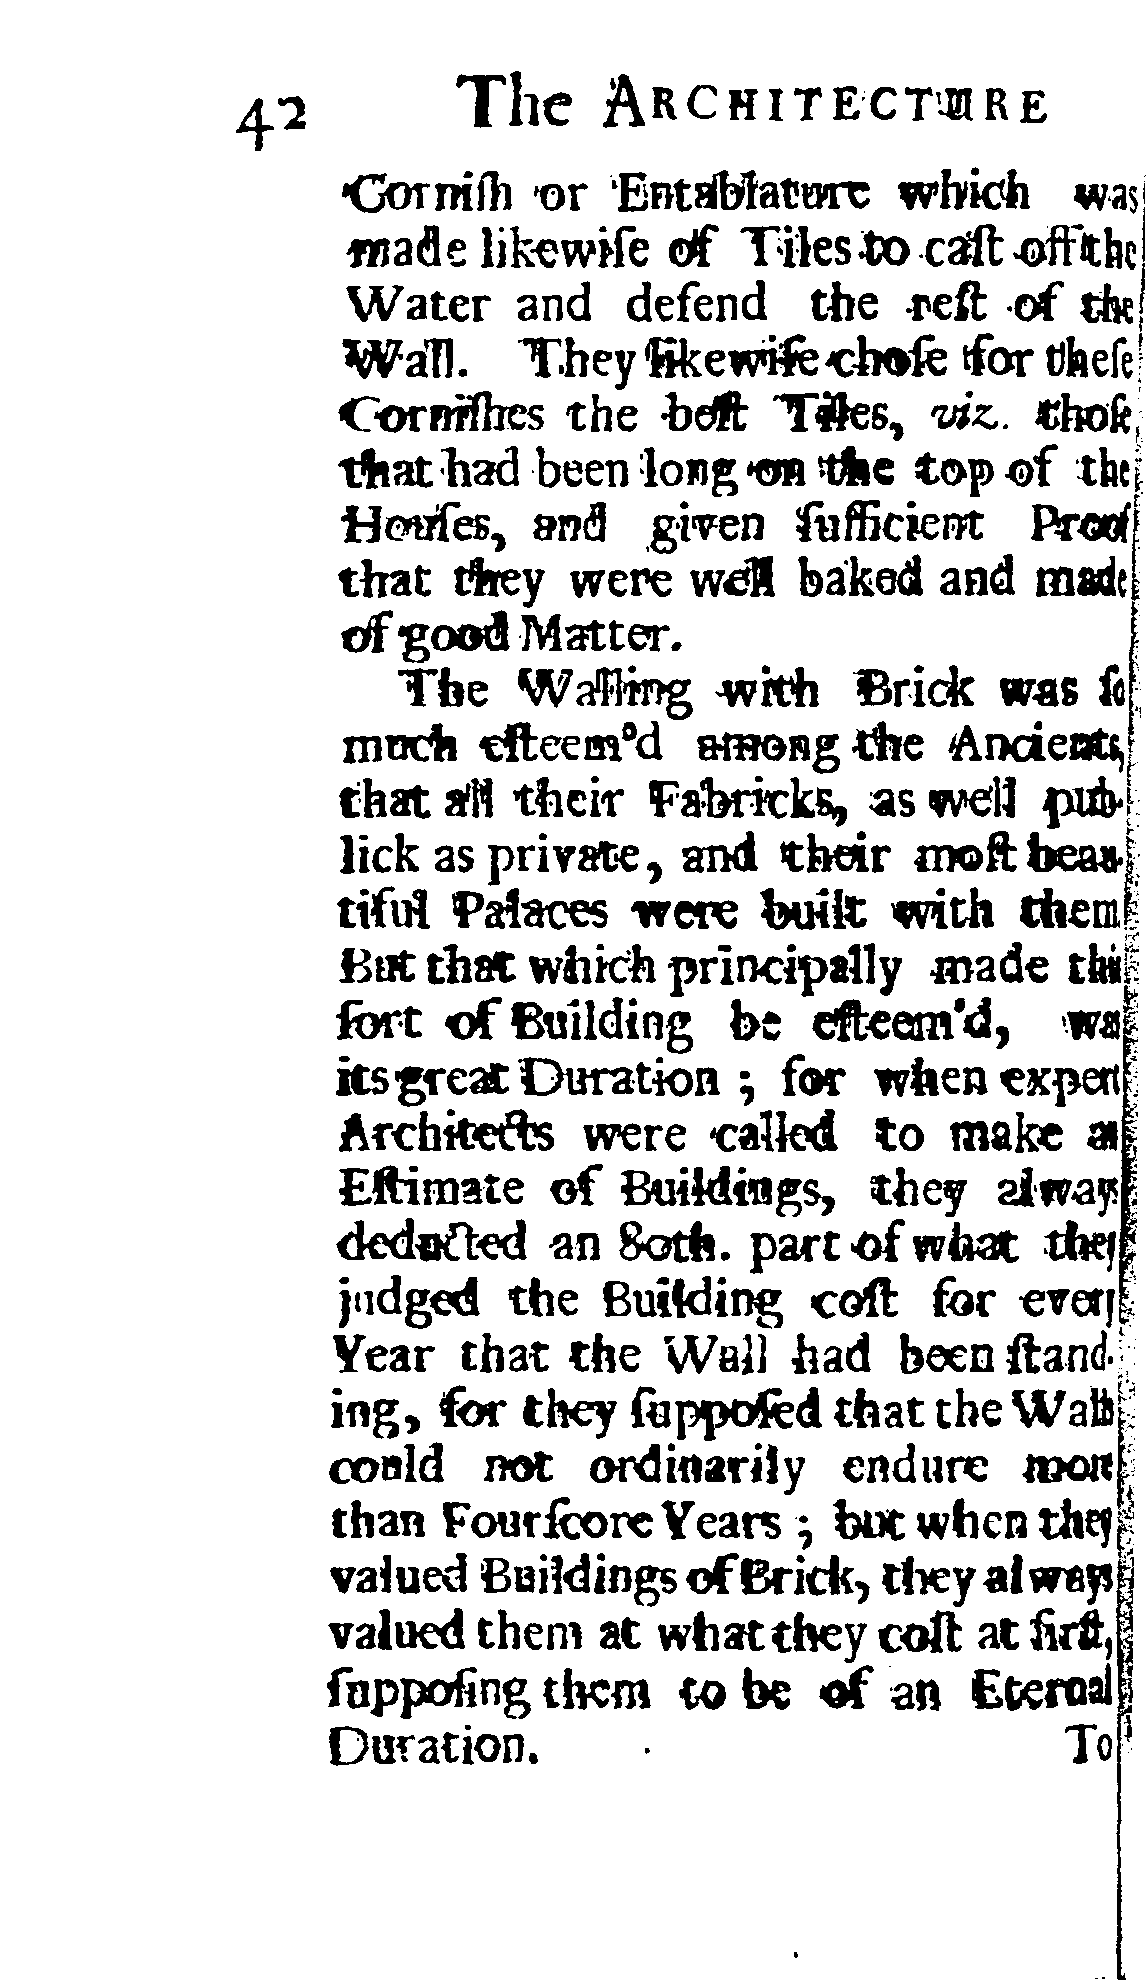 42 The ARCHITECTURE
Corniſh or Entablature which was
made likewiſe of Tiles to caſt off the
Water and defend the reſt of the
Wall. They likewiſe choſe for theſe
Corniſhes the beſt Tiles, viz. thoſe
that had been long on the top of the
Houſes, and given ſufficient Proof
that they were well baked and made
of good Matter.
The Walling with Brick was ſo
much eſteem'd among the Ancients,
that all their Fabricks, as well pub-
lick as private, and their moſt beau-
tiful Palaces were built with them
But that which principally made this
ſort of Building be eſteem'd, was
its great Duration ; for when expert
Architects were called to make an
Eſtimate of Buildings, they always
deducted an 80th. part of what they
judged the Building coſt for every
Year that the Wall had been ſtand-
ing, for they ſuppoſed that the Walls
could not ordinarily endure more
than Fourſcore Years ; but when they
valued Buildings of Brick, they always
valued them at what they coſt at firſt,
ſuppoſing them to be of an Eternal
Duration. To